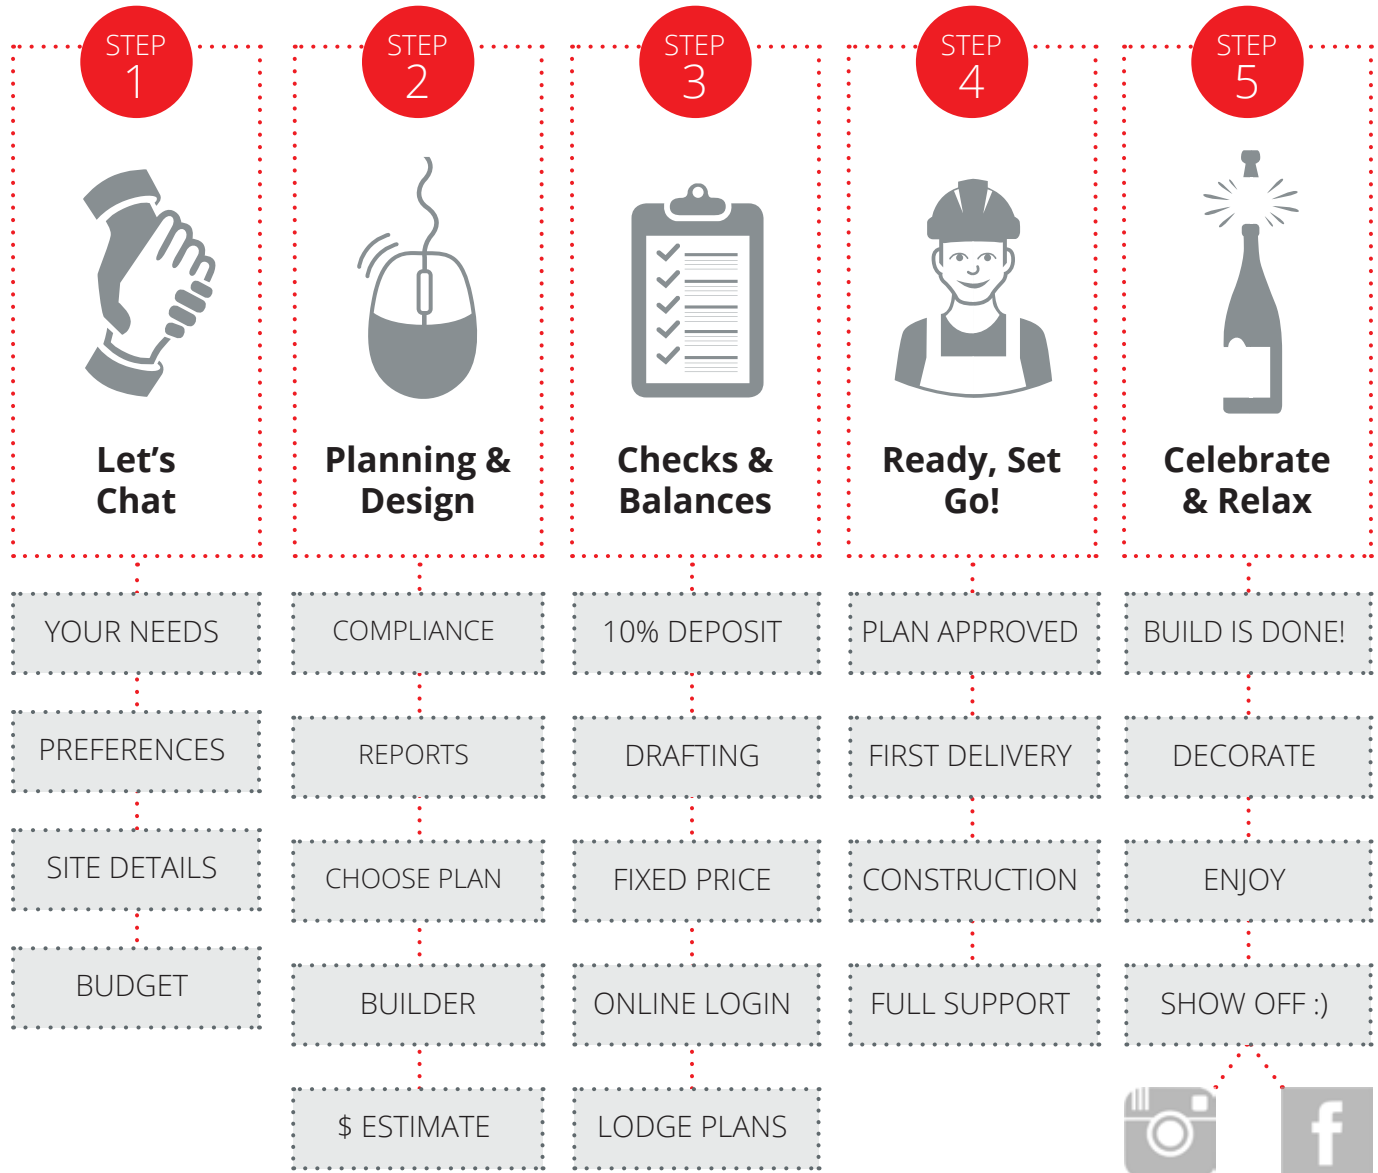 STEP
1
Let’s
Chat
YOUR NEEDS
PREFERENCES
SITE DETAILS
BUDGET
STEP
2
Planning &
Design
COMPLIANCE
REPORTS
CHOOSE PLAN
BUILDER
$ ESTIMATE
STEP
3
Checks &
Balances
10% DEPOSIT
DRAFTING
FIXED PRICE
ONLINE LOGIN
LODGE PLANS
STEP
4
Ready, Set
Go!
PLAN APPROVED
FIRST DELIVERY
CONSTRUCTION
FULL SUPPORT
STEP
5
Celebrate
& Relax
BUILD IS DONE!
DECORATE
ENJOY
SHOW OFF :)
f